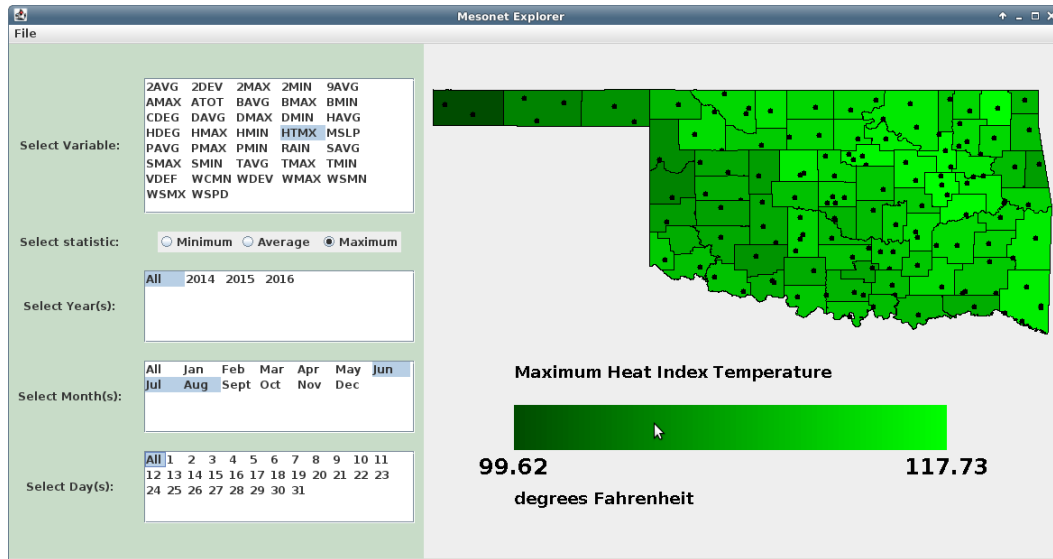 Mesonet Explorer
File
Select Variable:
2AVG 2DEV 2MAX 2MIN 9AVG
AMAX ATOT BAVG BMAX BMIN
CDEG DAVG DMAX DMIN HAVG
HDEG HMAX HMIN HTMX MSLP
PAVG PMAX PMIN RAIN SAVG
SMAX SMIN TAVG TMAX TMIN
VDEF WCMN WDEV WMAX WSMN
WSMX WSPD
Select statistic:
Minimum Average Maximum
Select Year(s):
All 2014 2015 2016
Select Month(s):
All Jan Feb Mar Apr May Jun
Jul Aug Sept Oct Nov Dec
Select Day(s):
All 1 2 3 4 5 6 7 8 9 10 11
12 13 14 15 16 17 18 19 20 21 22 23
24 25 26 27 28 29 30 31
Maximum Heat Index Temperature
99.62 117.73
degrees Fahrenheit